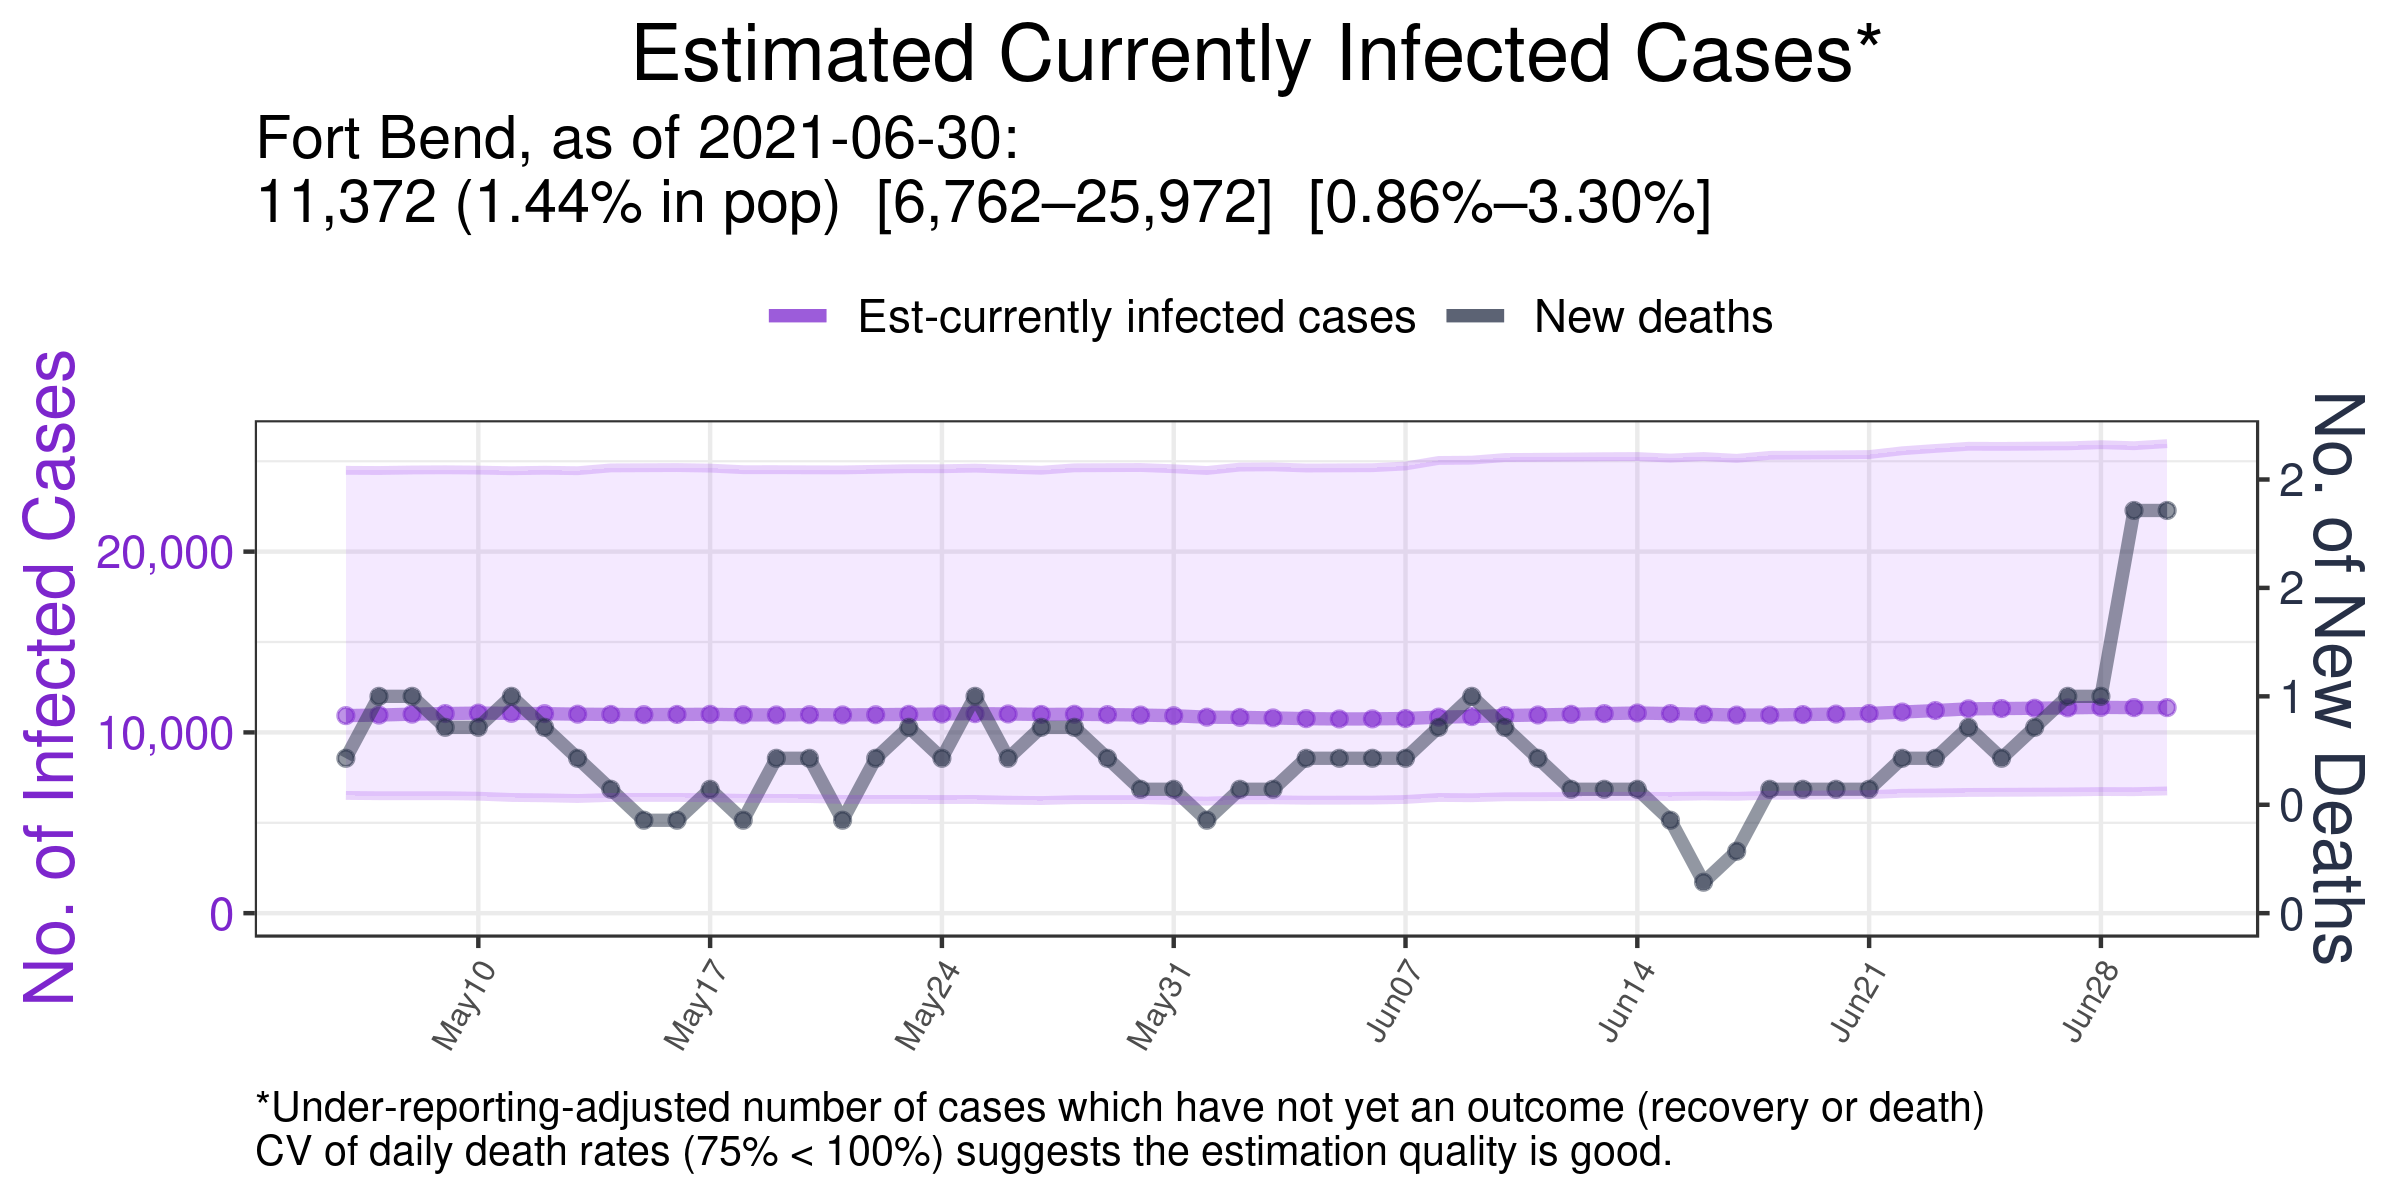 Estimated Currently Infected Cases*
Fort Bend, as of 2021-06-30:
11,372 (1.44% in pop)  [6,762–25,972]  [0.86%–3.30%]
Est-currently infected cases
New deaths
No. of Infected Cases
20,000
10,000
0
No. of New Deaths
2
2
1
0
0
May10
May17
May24
May31
Jun07
Jun14
Jun21
Jun28
*Under-reporting-adjusted number of cases which have not yet an outcome (recovery or death)
CV of daily death rates (75% < 100%) suggests the estimation quality is good.